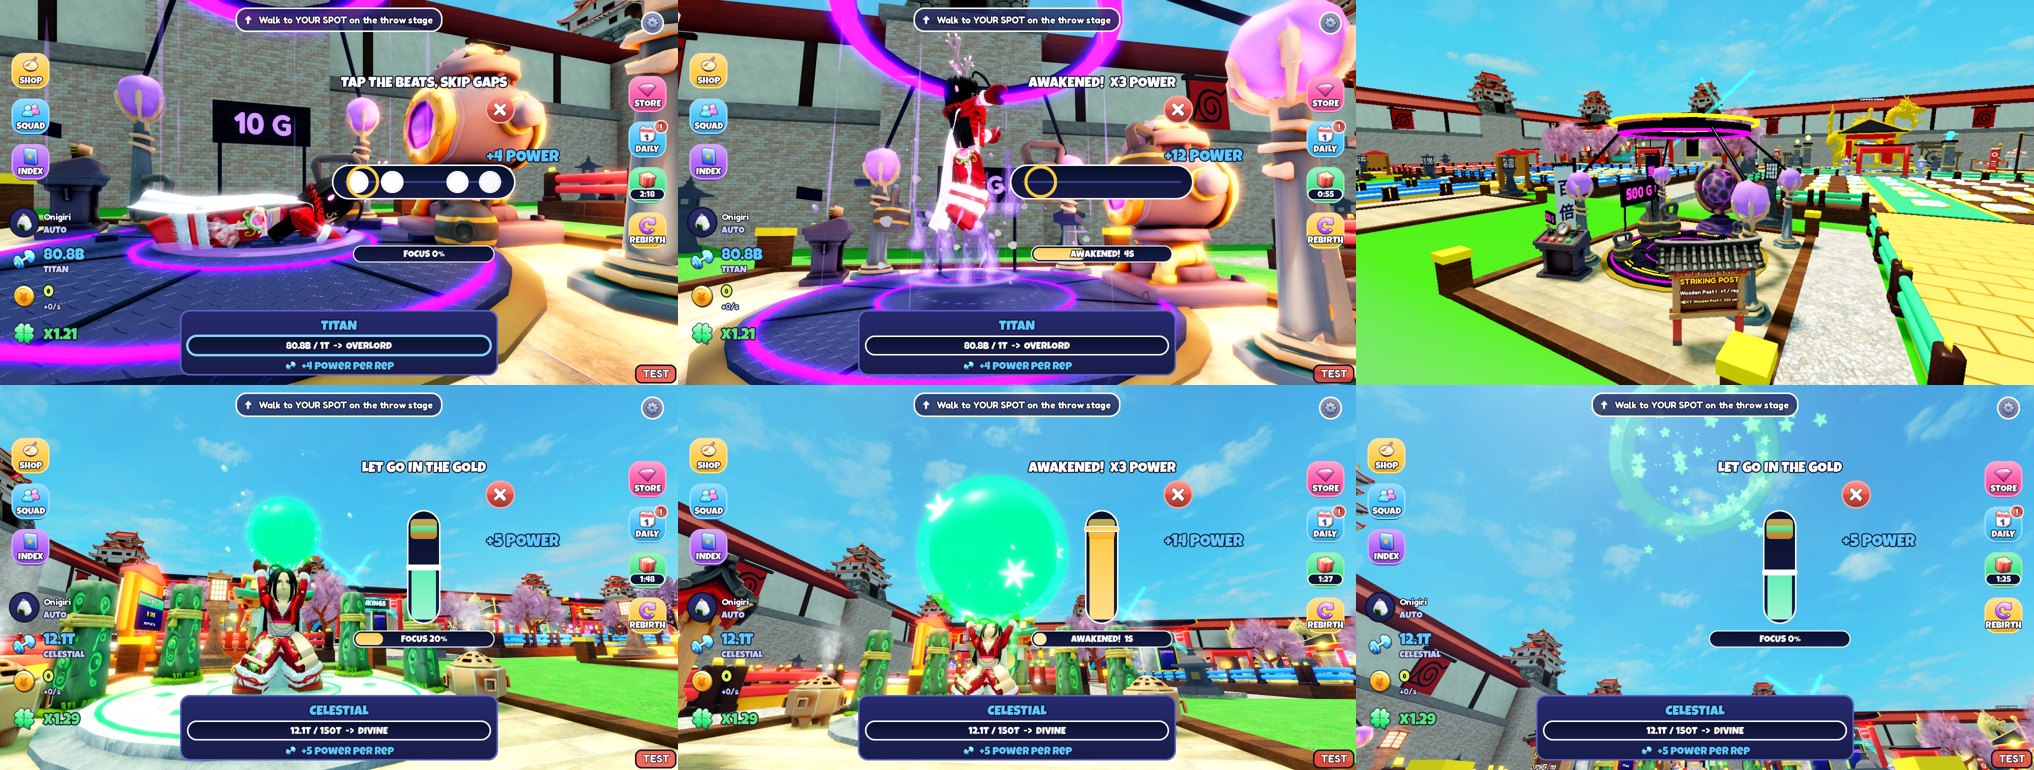 Walk to YOUR SPOT on the throw stage
SHOP
SQUAD
INDEX
Onigiri
AUTO
80.8B
TITAN
0
+0/s
X1.21
10 G
TAP THE BEATS, SKIP GAPS
+4 POWER
FOCUS 0%
STORE
1
!
DAILY
2:18
REBIRTH
TITAN
80.8B / 1T -> OVERLORD
+4 POWER PER REP
TEST
Walk to YOUR SPOT on the throw stage
SHOP
SQUAD
INDEX
Onigiri
AUTO
80.8B
TITAN
0
+0/s
X1.21
G
AWAKENED! X3 POWER
+12 POWER
AWAKENED! 4S
STORE
1
!
DAILY
0:55
REBIRTH
TITAN
80.8B / 1T -> OVERLORD
+4 POWER PER REP
TEST
百
倍
500 G
STRIKING POST
Wooden Post
Walk to YOUR SPOT on the throw stage
SHOP
SQUAD
INDEX
Onigiri
AUTO
12.1T
CELESTIAL
0
+0/s
X1.29
LET GO IN THE GOLD
+5 POWER
FOCUS 20%
STORE
1
!
DAILY
1:48
REBIRTH
CELESTIAL
12.1T / 150T -> DIVINE
+5 POWER PER REP
TEST
Walk to YOUR SPOT on the throw stage
SHOP
SQUAD
INDEX
Onigiri
AUTO
12.1T
CELESTIAL
0
+0/s
X1.29
AWAKENED! X3 POWER
+14 POWER
AWAKENED! 1S
STORE
1
!
DAILY
1:27
REBIRTH
CELESTIAL
12.1T / 150T -> DIVINE
+5 POWER PER REP
TEST
Walk to YOUR SPOT on the throw stage
SHOP
SQUAD
INDEX
Onigiri
AUTO
12.1T
CELESTIAL
0
+0/s
X1.29
LET GO IN THE GOLD
+5 POWER
FOCUS 0%
STORE
1
!
DAILY
1:25
REBIRTH
CELESTIAL
12.1T / 150T -> DIVINE
+5 POWER PER REP
TEST